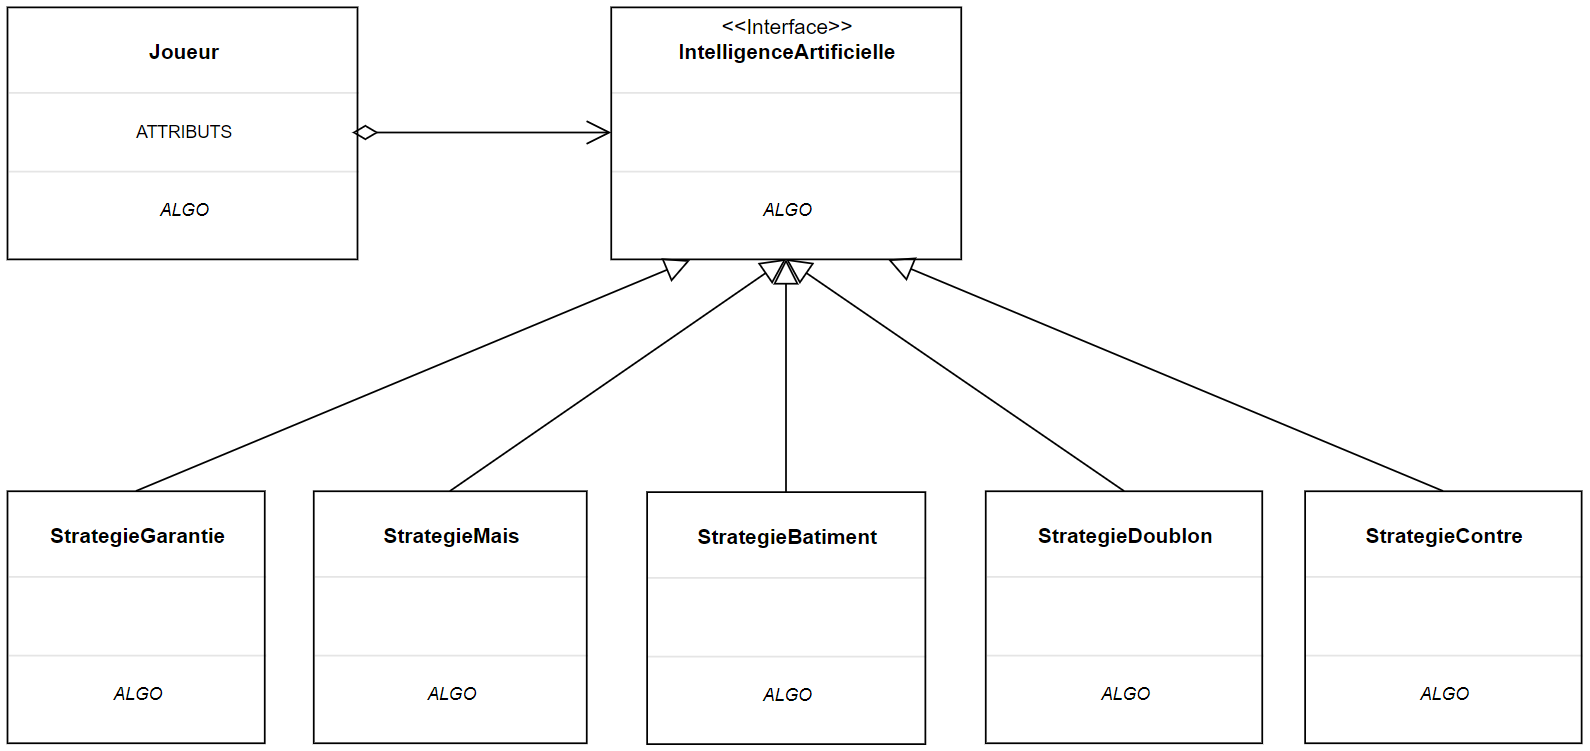 Joueur
ATTRIBUTS
ALGO
<<Interface>>
IntelligenceArtificielle
ALGO
StrategieGarantie
ALGO
StrategieMais
ALGO
StrategieBatiment
ALGO
StrategieDoublon
ALGO
StrategieContre
ALGO